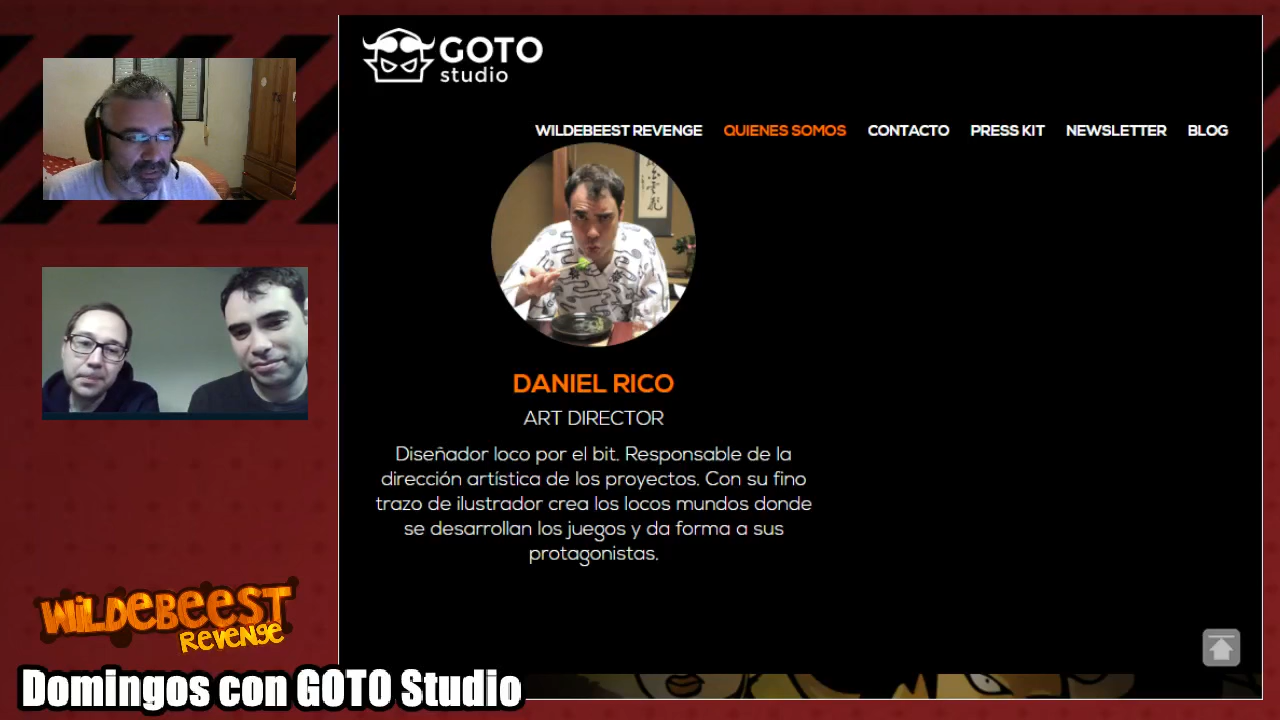 GOTO
studio
WILDEBEEST REVENGE QUIENES SOMOS CONTACTO PRESS KIT NEWSLETTER BLOG
DANIEL RICO
ART DIRECTOR
Diseñador loco por el bit. Responsable de la
dirección artística de los proyectos. Con su fino
trazo de ilustrador crea los locos mundos donde
se desarrollan los juegos y da forma a sus
protagonistas.
WILDEBEEST
REVENGE
Domingos con GOTO Studio